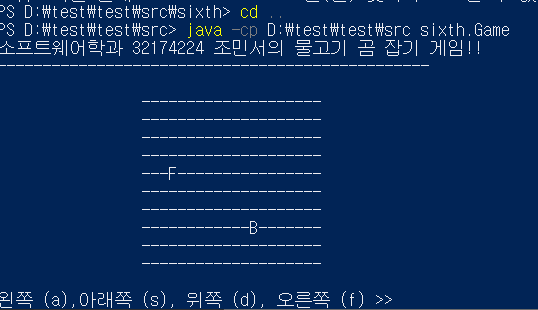 PS D:\test\test\src\sixth> cd ..
PS D:\test\test\src> java -cp D:\test\test\src sixth.Game
소프트웨어학과 32174224 조민서의 물고기 곰 잡기 게임!!
------------------------------------------------
--------------------
--------------------
--------------------
--------------------
---F----------------
--------------------
--------------------
------------B-------
--------------------
--------------------
왼쪽 (a),아래쪽 (s), 위쪽 (d), 오른쪽 (f) >>